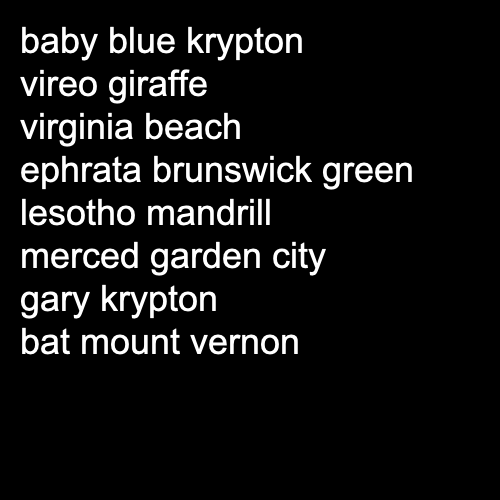 baby blue krypton
vireo giraffe
virginia beach
ephrata brunswick green
lesotho mandrill
merced garden city
gary krypton
bat mount vernon